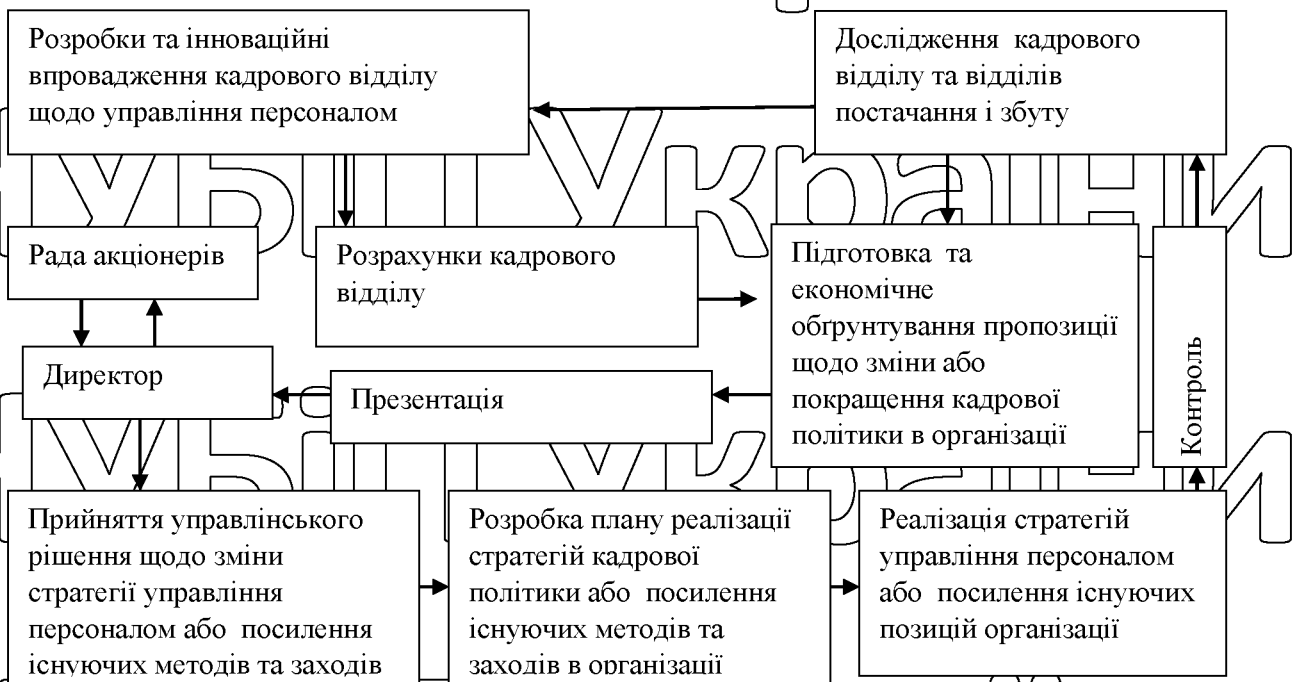 Розробки та інноваційні
впровадження кадрового відділу
щодо управління персоналом
Дослідження кадрового
відділу та відділів
постачання і збуту
Рада акціонерів
Розрахунки кадрового
відділу
Підготовка та
економічне
обґрунтування пропозиції
щодо зміни або
покращення кадрової
політики в організації
Контроль
Директор
Презентація
Прийняття управлінського
рішення щодо зміни
стратегії управління
персоналом або посилення
існуючих методів та заходів
Розробка плану реалізації
стратегій кадрової
політики або посилення
існуючих методів та
заходів в організації
Реалізація стратегій
управління персоналом
або посилення існуючих
позицій організації
України
України